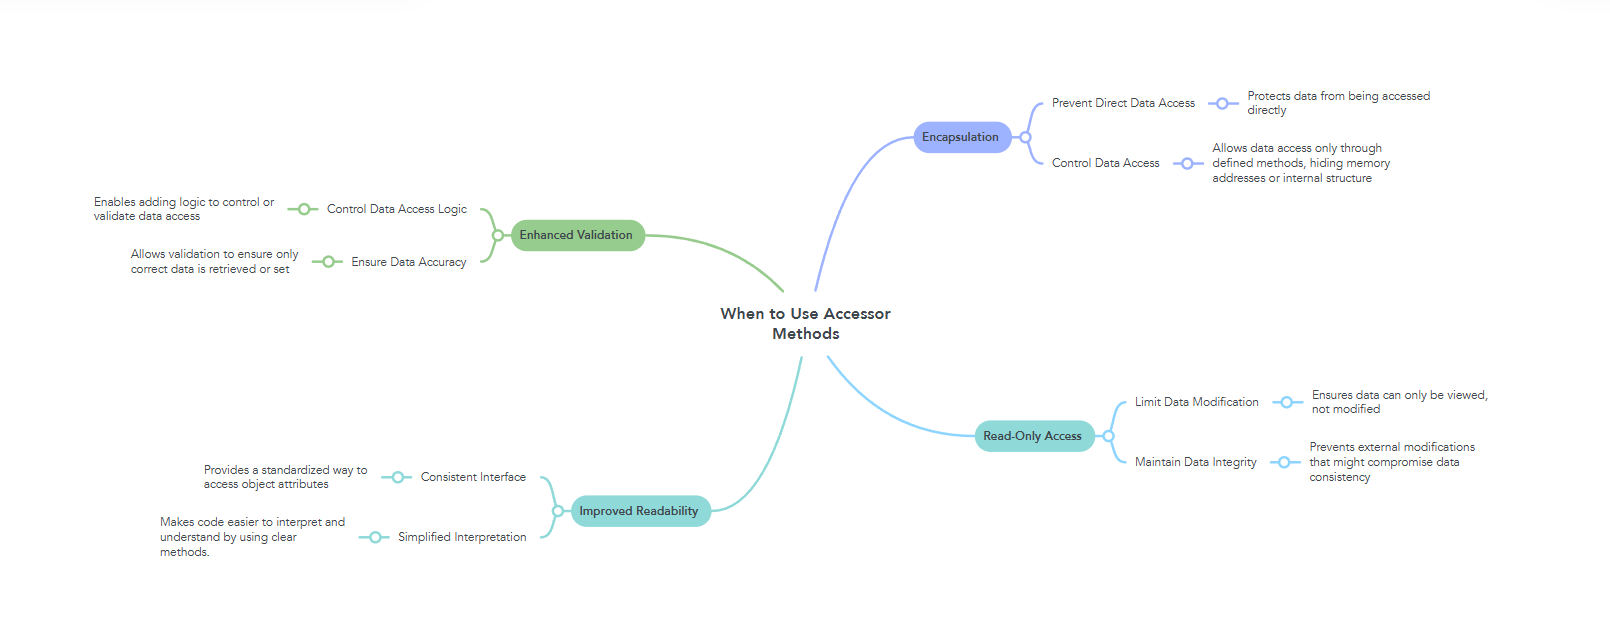 When to Use Accessor
Methods
Encapsulation
Prevent Direct Data Access
Protects data from being accessed
directly
Control Data Access
Allows data access only through
defined methods, hiding memory
addresses or internal structure
Read-Only Access
Limit Data Modification
Ensures data can only be viewed,
not modified
Maintain Data Integrity
Prevents external modifications
that might compromise data
consistency
Enhanced Validation
Control Data Access Logic
Enables adding logic to control or
validate data access
Ensure Data Accuracy
Allows validation to ensure only
correct data is retrieved or set
Improved Readability
Consistent Interface
Provides a standardized way to
access object attributes
Simplified Interpretation
Makes code easier to interpret and
understand by using clear
methods.